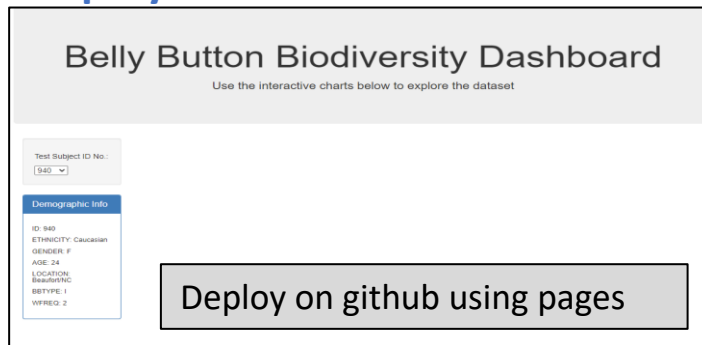 Belly Button Biodiversity Dashboard
Use the interactive charts below to explore the dataset
Test Subject ID No.:
940
Demographic Info
ID: 940
ETHNICITY: Caucasian
GENDER: F
AGE: 24
LOCATION:
Beaufort/NC
BBTYPE: I
WFREQ: 2
Deploy on github using pages